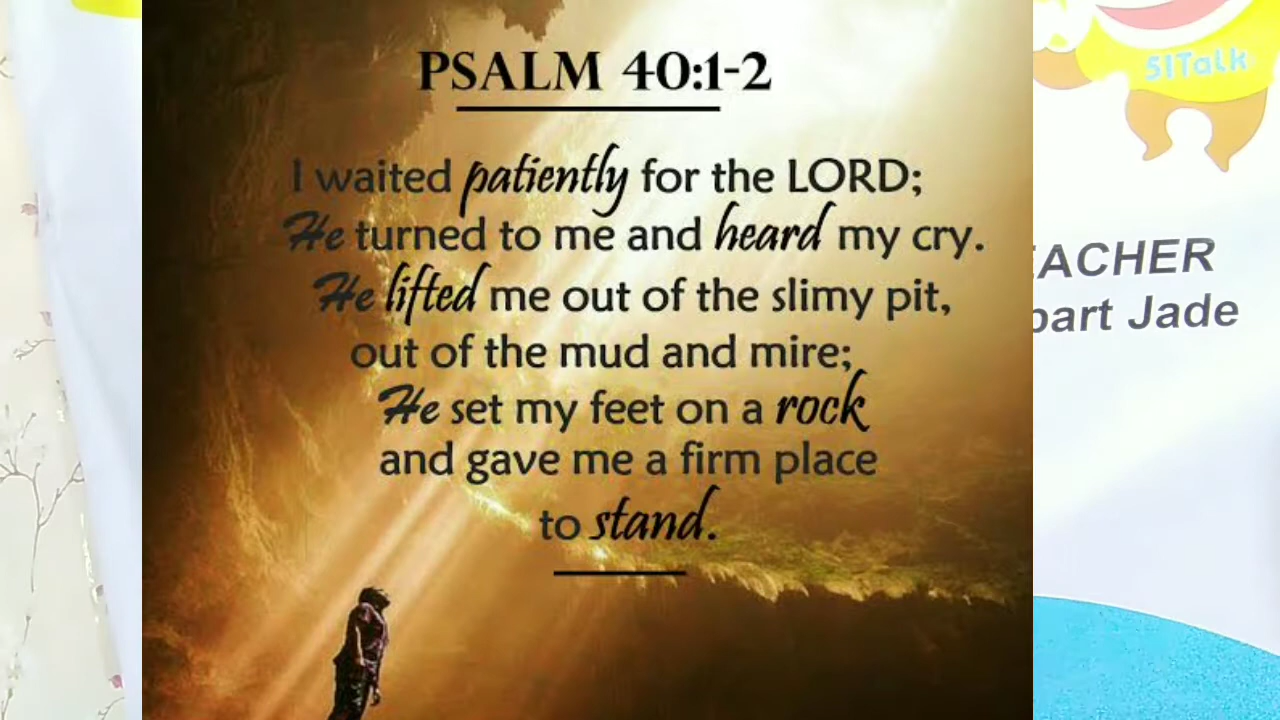 PSALM 40:1-2
I waited patiently for the LORD;
He turned to me and heard my cry.
He lifted me out of the slimy pit,
out of the mud and mire;
He set my feet on a rock
and gave me a firm place
to stand.
51Talk
Jade